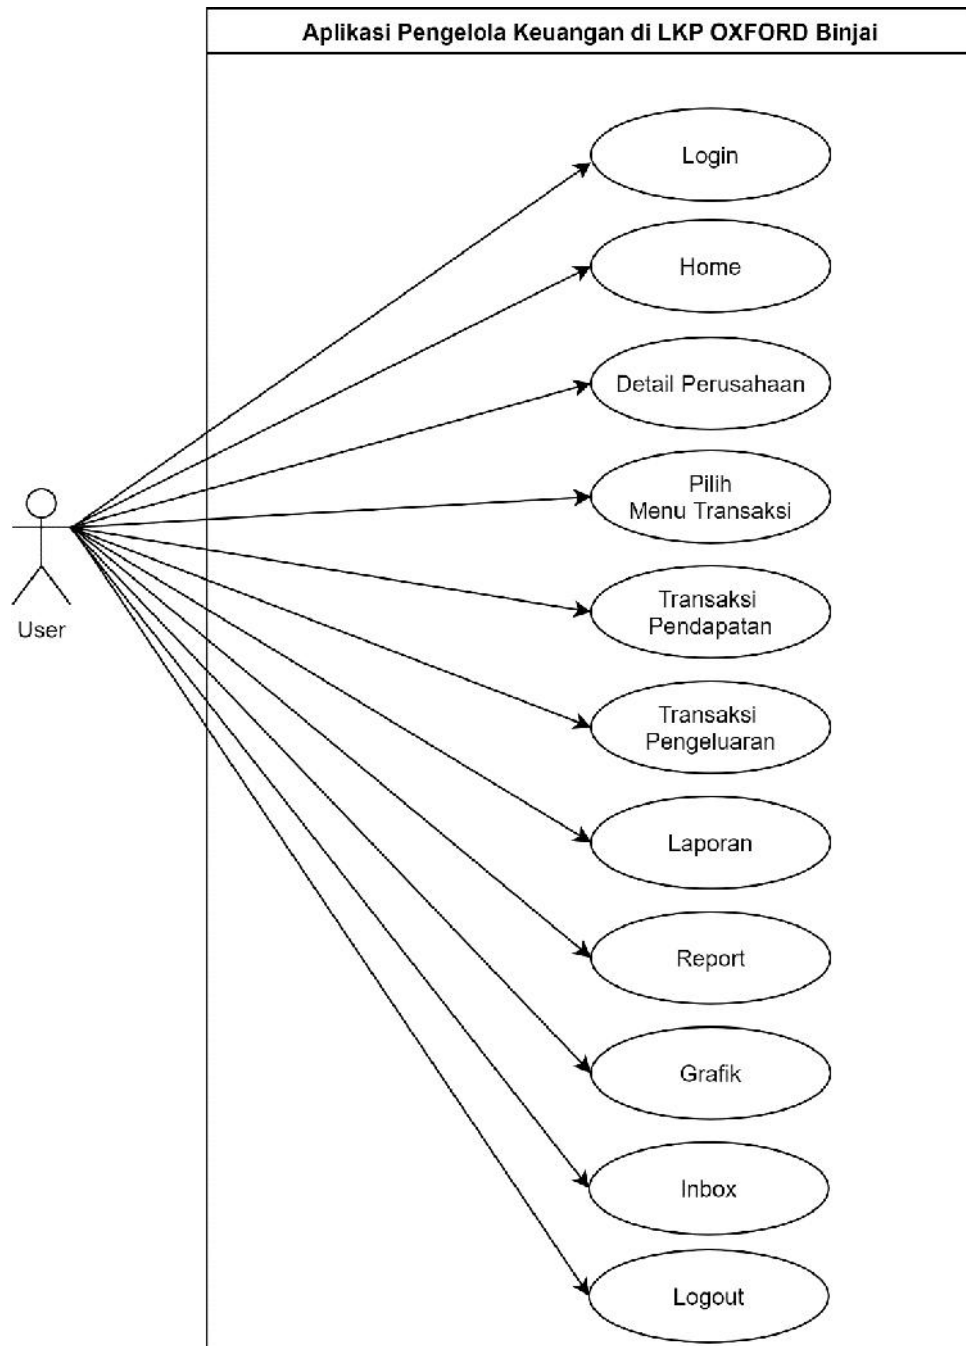 Aplikasi Pengelola Keuangan di LKP OXFORD Binjai
Login
Home
Detail Perusahaan
Pilih
Menu Transaksi
Transaksi
Pendapatan
User
Transaksi
Pengeluaran
Laporan
Report
Grafik
Inbox
Logout